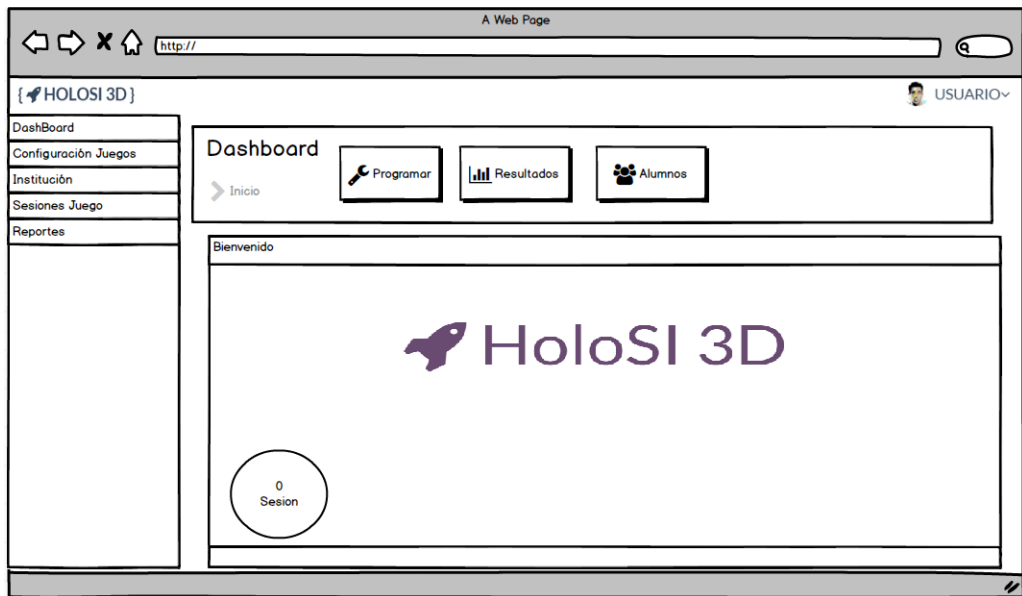 A Web Page
http://
{ HOLOSI 3D }
USUARIO
DashBoard
Configuración Juegos
Institución
Sesiones Juego
Reportes
Dashboard
Inicio
Programar
Resultados
Alumnos
Bienvenido
HoloSI 3D
0
Sesion